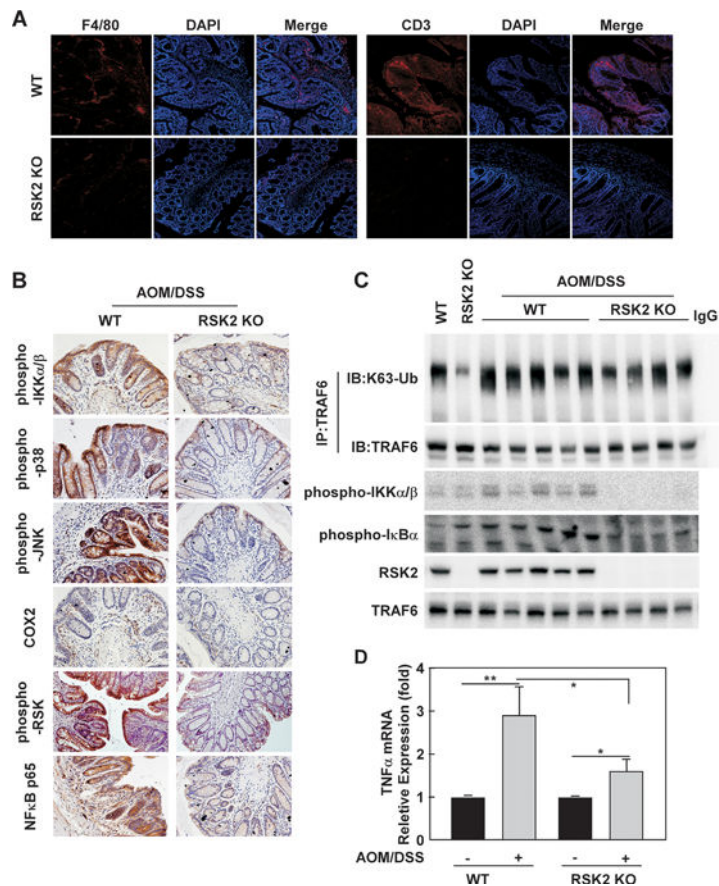 A
F4/80 DAPI Merge CD3 DAPI Merge
WT
RSK2 KO
B
AOM/DSS
WT RSK2 KO
phospho
-IKKα/β
phospho
-p38
phospho
-JNK
COX2
phospho
-RSK
NFκB p65
C
AOM/DSS
WT RSK2 KO WT RSK2 KO IgG
IP:TRAF6
IB:K63-Ub
IB:TRAF6
phospho-IKKα/β
phospho-IκBα
RSK2
TRAF6
D
TNFα mRNA
Reletive Expression (fold)
4
3
2
1
0
** * *
AOM/DSS - + - +
WT RSK2 KO